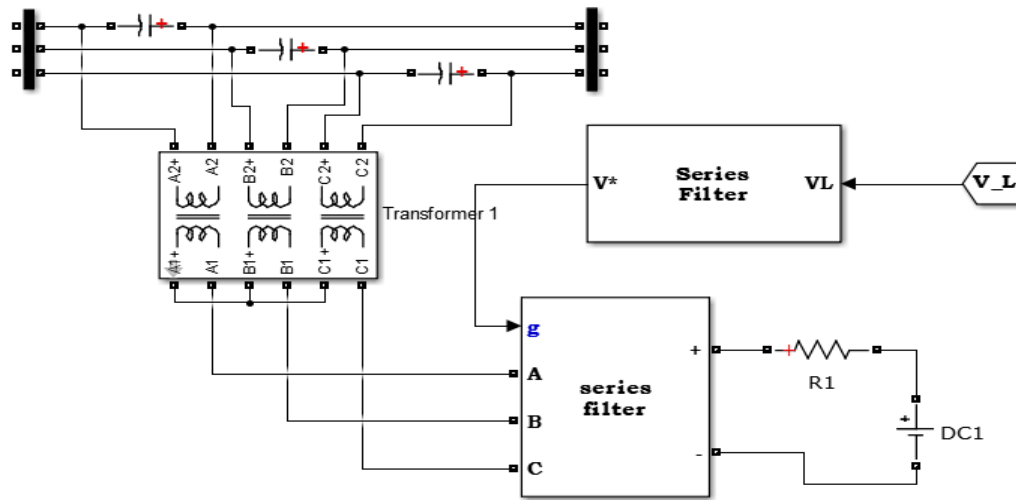 A2+ A2 B2+ B2 C2+ C2
Transformer 1
A1+ A1 B1+ B1 C1+ C1
Series
Filter
V*
VL
V_L
g
A
B
C
series
filter
+
-
R1
+
DC1